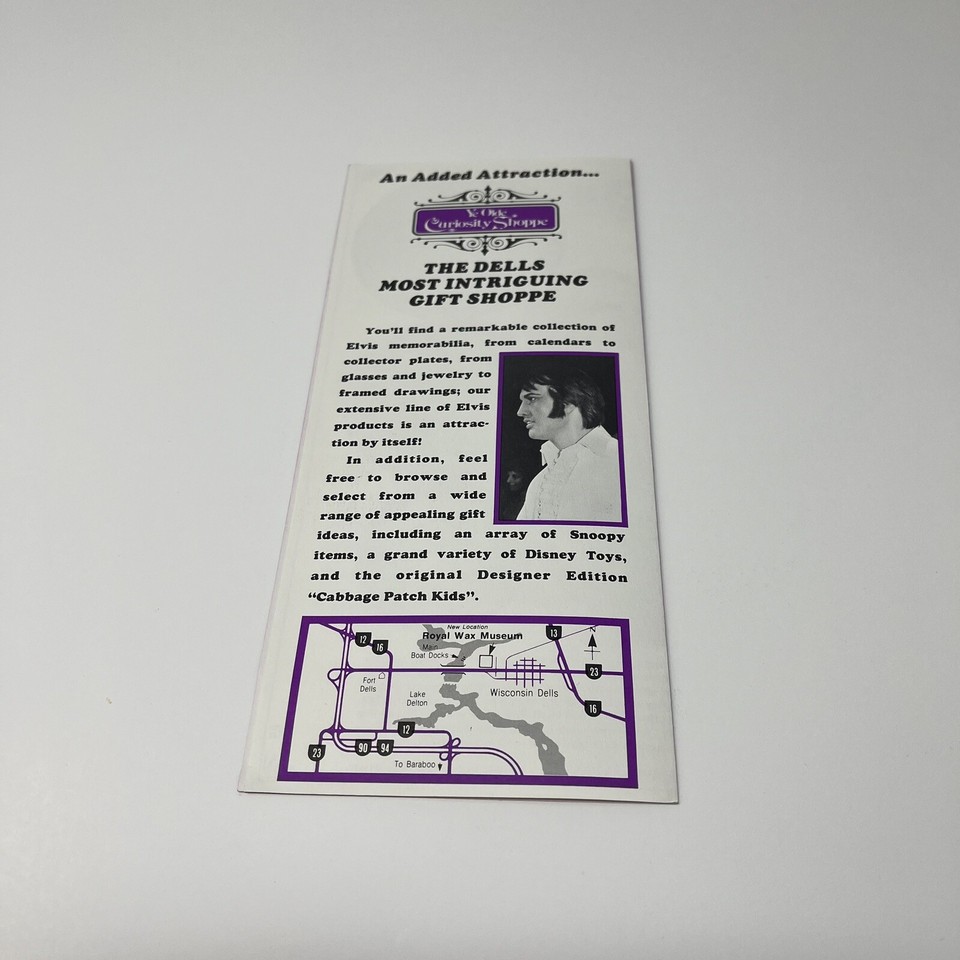 An Added Attraction...
Ye Olde
Curiosity Shoppe
THE DELLS
MOST INTRIGUING
GIFT SHOPPE
You'll find a remarkable collection of
Elvis memorabilia, from calendars to
collector plates, from
glasses and jewelry to
framed drawings; our
extensive line of Elvis
products is an attrac-
tion by itself!
In addition, feel
free to browse and
select from a wide
range of appealing gift
ideas, including an array of Snoopy
items, a grand variety of Disney Toys,
and the original Designer Edition
"Cabbage Patch Kids".
New Location
Royal Wax Museum
Main
Boat Docks
12
16
13
N
23
Fort
Dells
Lake
Delton
Wisconsin Dells
16
12
23
90
94
To Baraboo